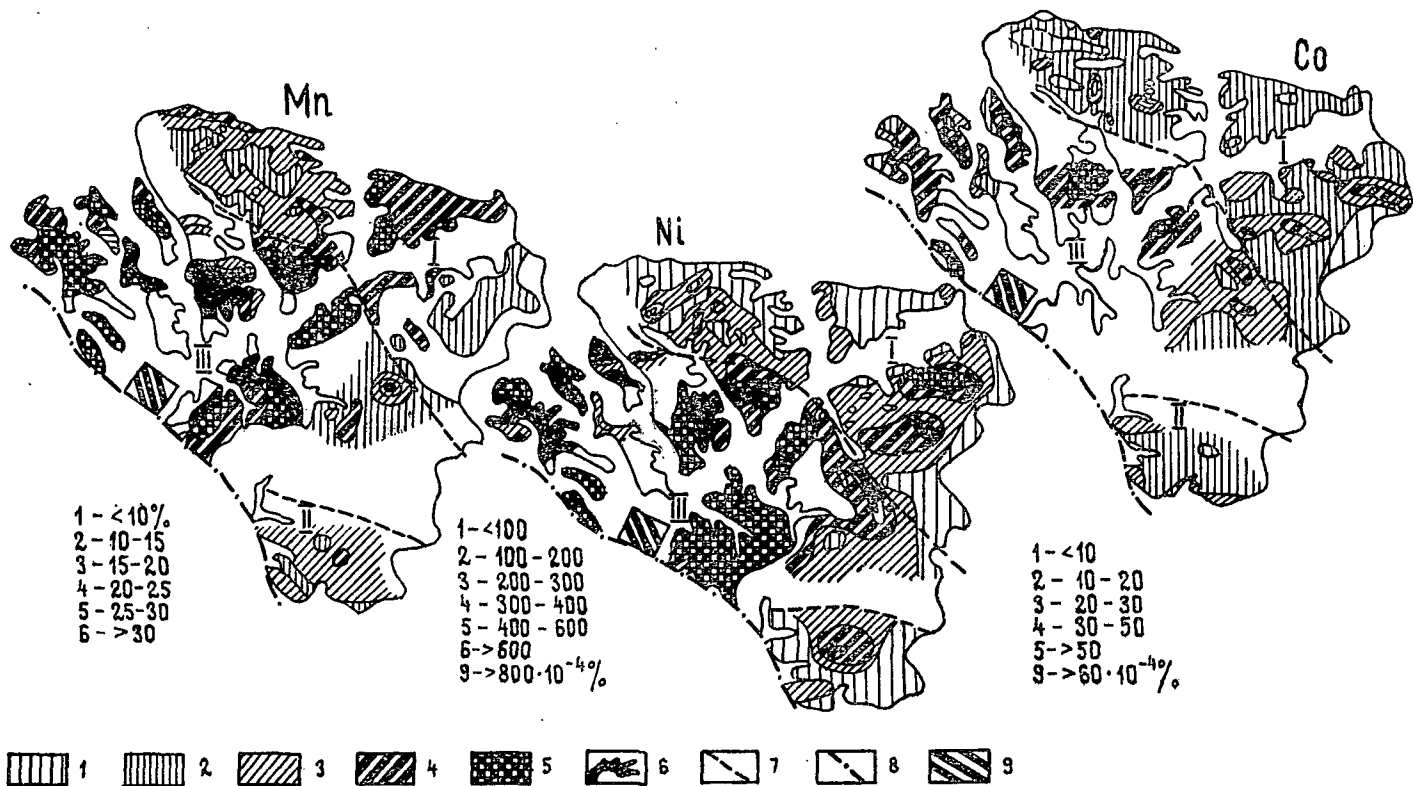 Mn
Ni
Co
I
II
III
I
II
III
I
II
III
1 - <10%
2 - 10-15
3 - 15-20
4 - 20-25
5 - 25-30
6 - >30
1 - <100
2 - 100-200
3 - 200-300
4 - 300-400
5 - 400-600
6 - >600
9 - >800·10⁻⁴%
1 - <10
2 - 10-20
3 - 20-30
4 - 30-50
5 - >50
9 - >60·10⁻⁴%
1 2 3 4 5 6 7 8 9